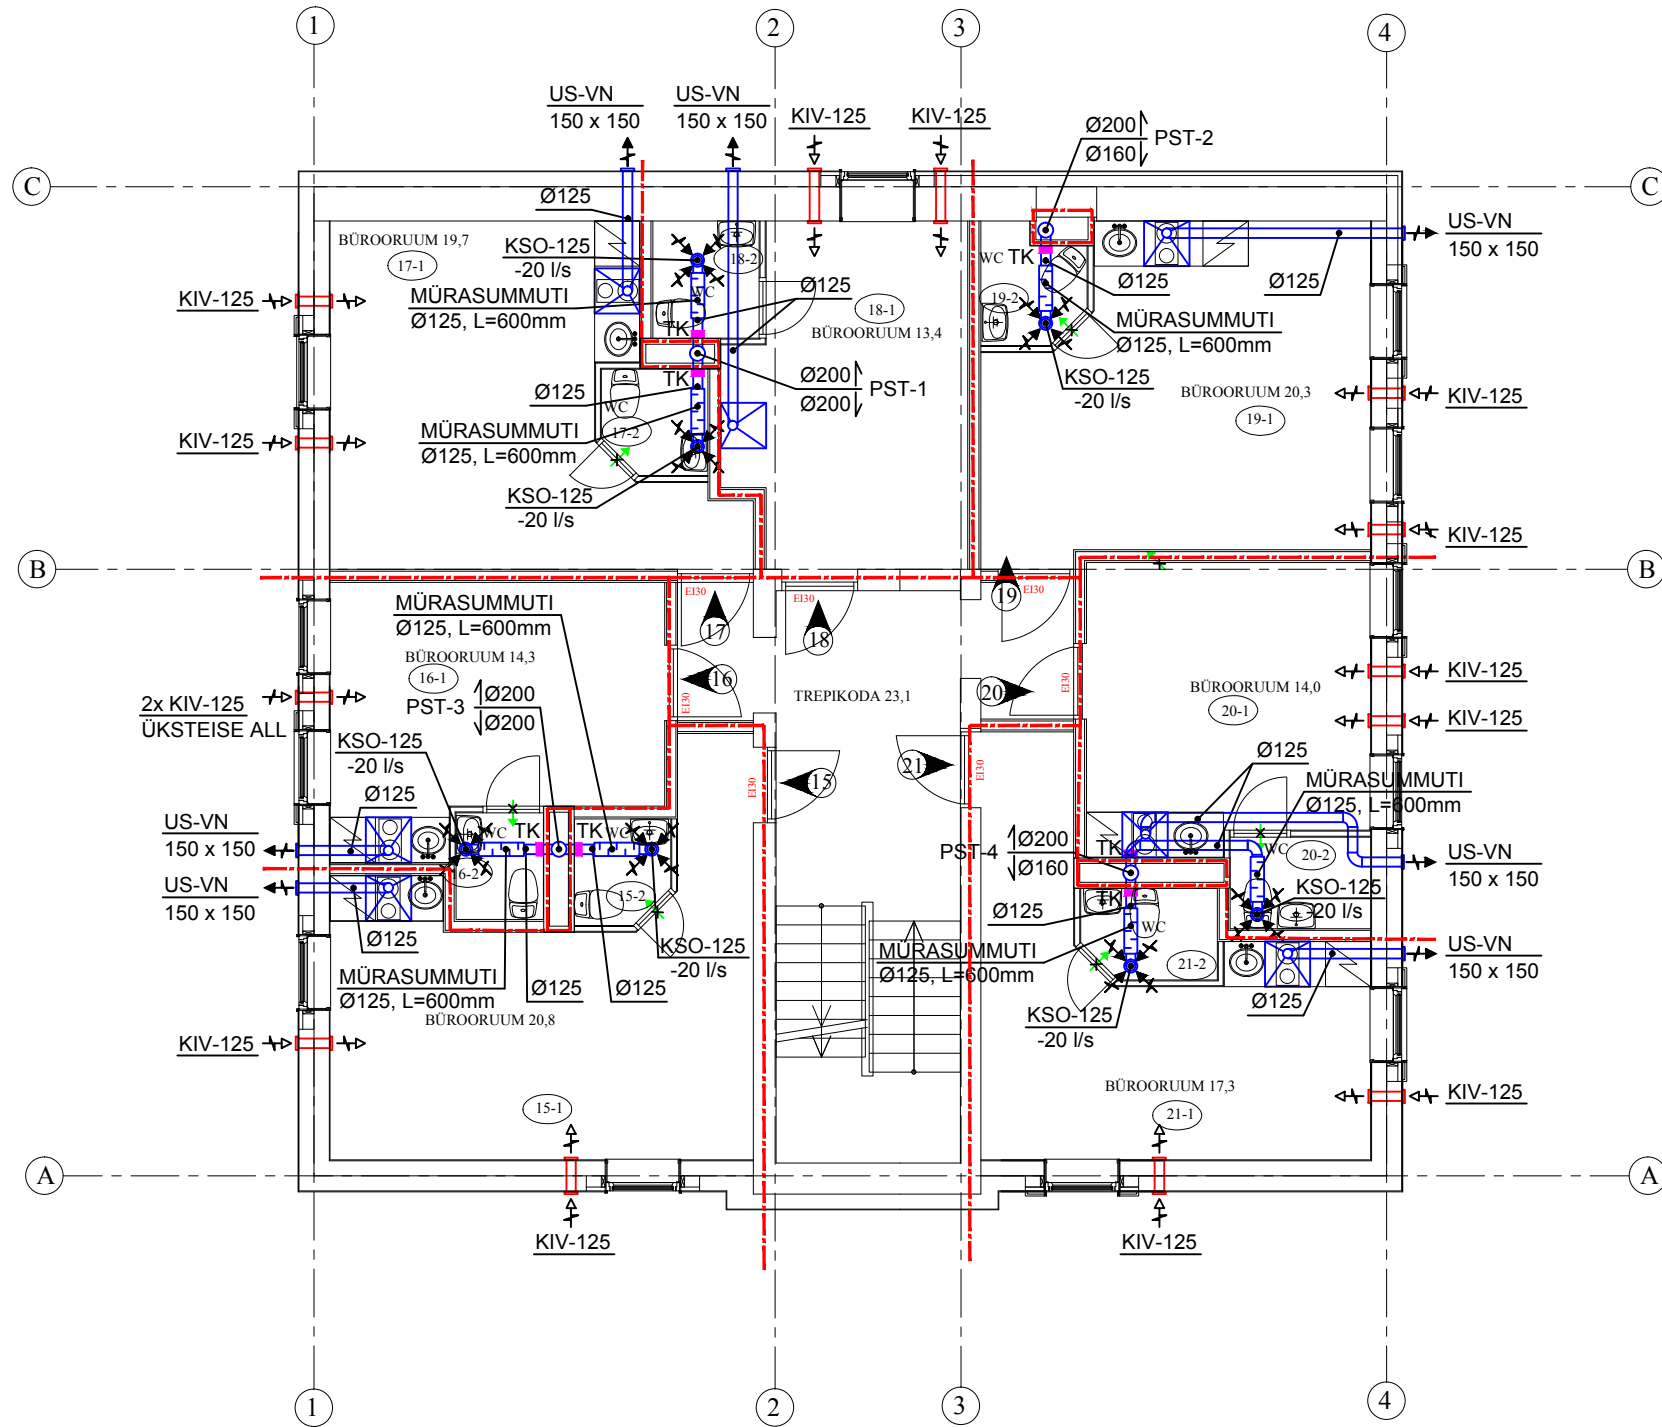 1
2
3
4
US-VN
150 x 150
US-VN
150 x 150
KIV-125
KIV-125
Ø200
Ø160
PST-2
C
C
Ø125
BÜROORUUM 19,7
17-1
KSO-125
-20 l/s
18-2
WC
MÜRASUMMUTI
Ø125, L=600mm
Ø125
18-1
BÜROORUUM 13,4
TK
WC
TK
19-2
Ø125
Ø125
US-VN
150 x 150
MÜRASUMMUTI
Ø125, L=600mm
KIV-125
KIV-125
Ø125
TK
WC
17-2
MÜRASUMMUTI
Ø125, L=600mm
KSO-125
-20 l/s
Ø200
Ø200
PST-1
KSO-125
-20 l/s
BÜROORUUM 20,3
19-1
KIV-125
KIV-125
B
B
EI30
EI30
EI30
17
18
19
MÜRASUMMUTI
Ø125, L=600mm
BÜROORUUM 14,3
16-1
16
EI30
20
EI30
TREPIKODA 23,1
BÜROORUUM 14,0
20-1
KIV-125
KIV-125
2x KIV-125
ÜKSTEISE ALL
PST-3
Ø200
Ø200
KSO-125
-20 l/s
Ø125
US-VN
150 x 150
US-VN
150 x 150
Ø125
WC
TK
TK
WC
16-2
15-2
EI30
15
21
EI30
Ø125
MÜRASUMMUTI
Ø125, L=600mm
PST-4
Ø200
Ø160
TK
TK
WC
20-2
US-VN
150 x 150
KSO-125
-20 l/s
Ø125
WC
21-2
MÜRASUMMUTI
Ø125, L=600mm
KSO-125
-20 l/s
US-VN
150 x 150
Ø125
KSO-125
-20 l/s
MÜRASUMMUTI
Ø125, L=600mm
Ø125
Ø125
BÜROORUUM 20,8
15-1
KIV-125
BÜROORUUM 17,3
21-1
KIV-125
A
A
KIV-125
KIV-125
1
2
3
4